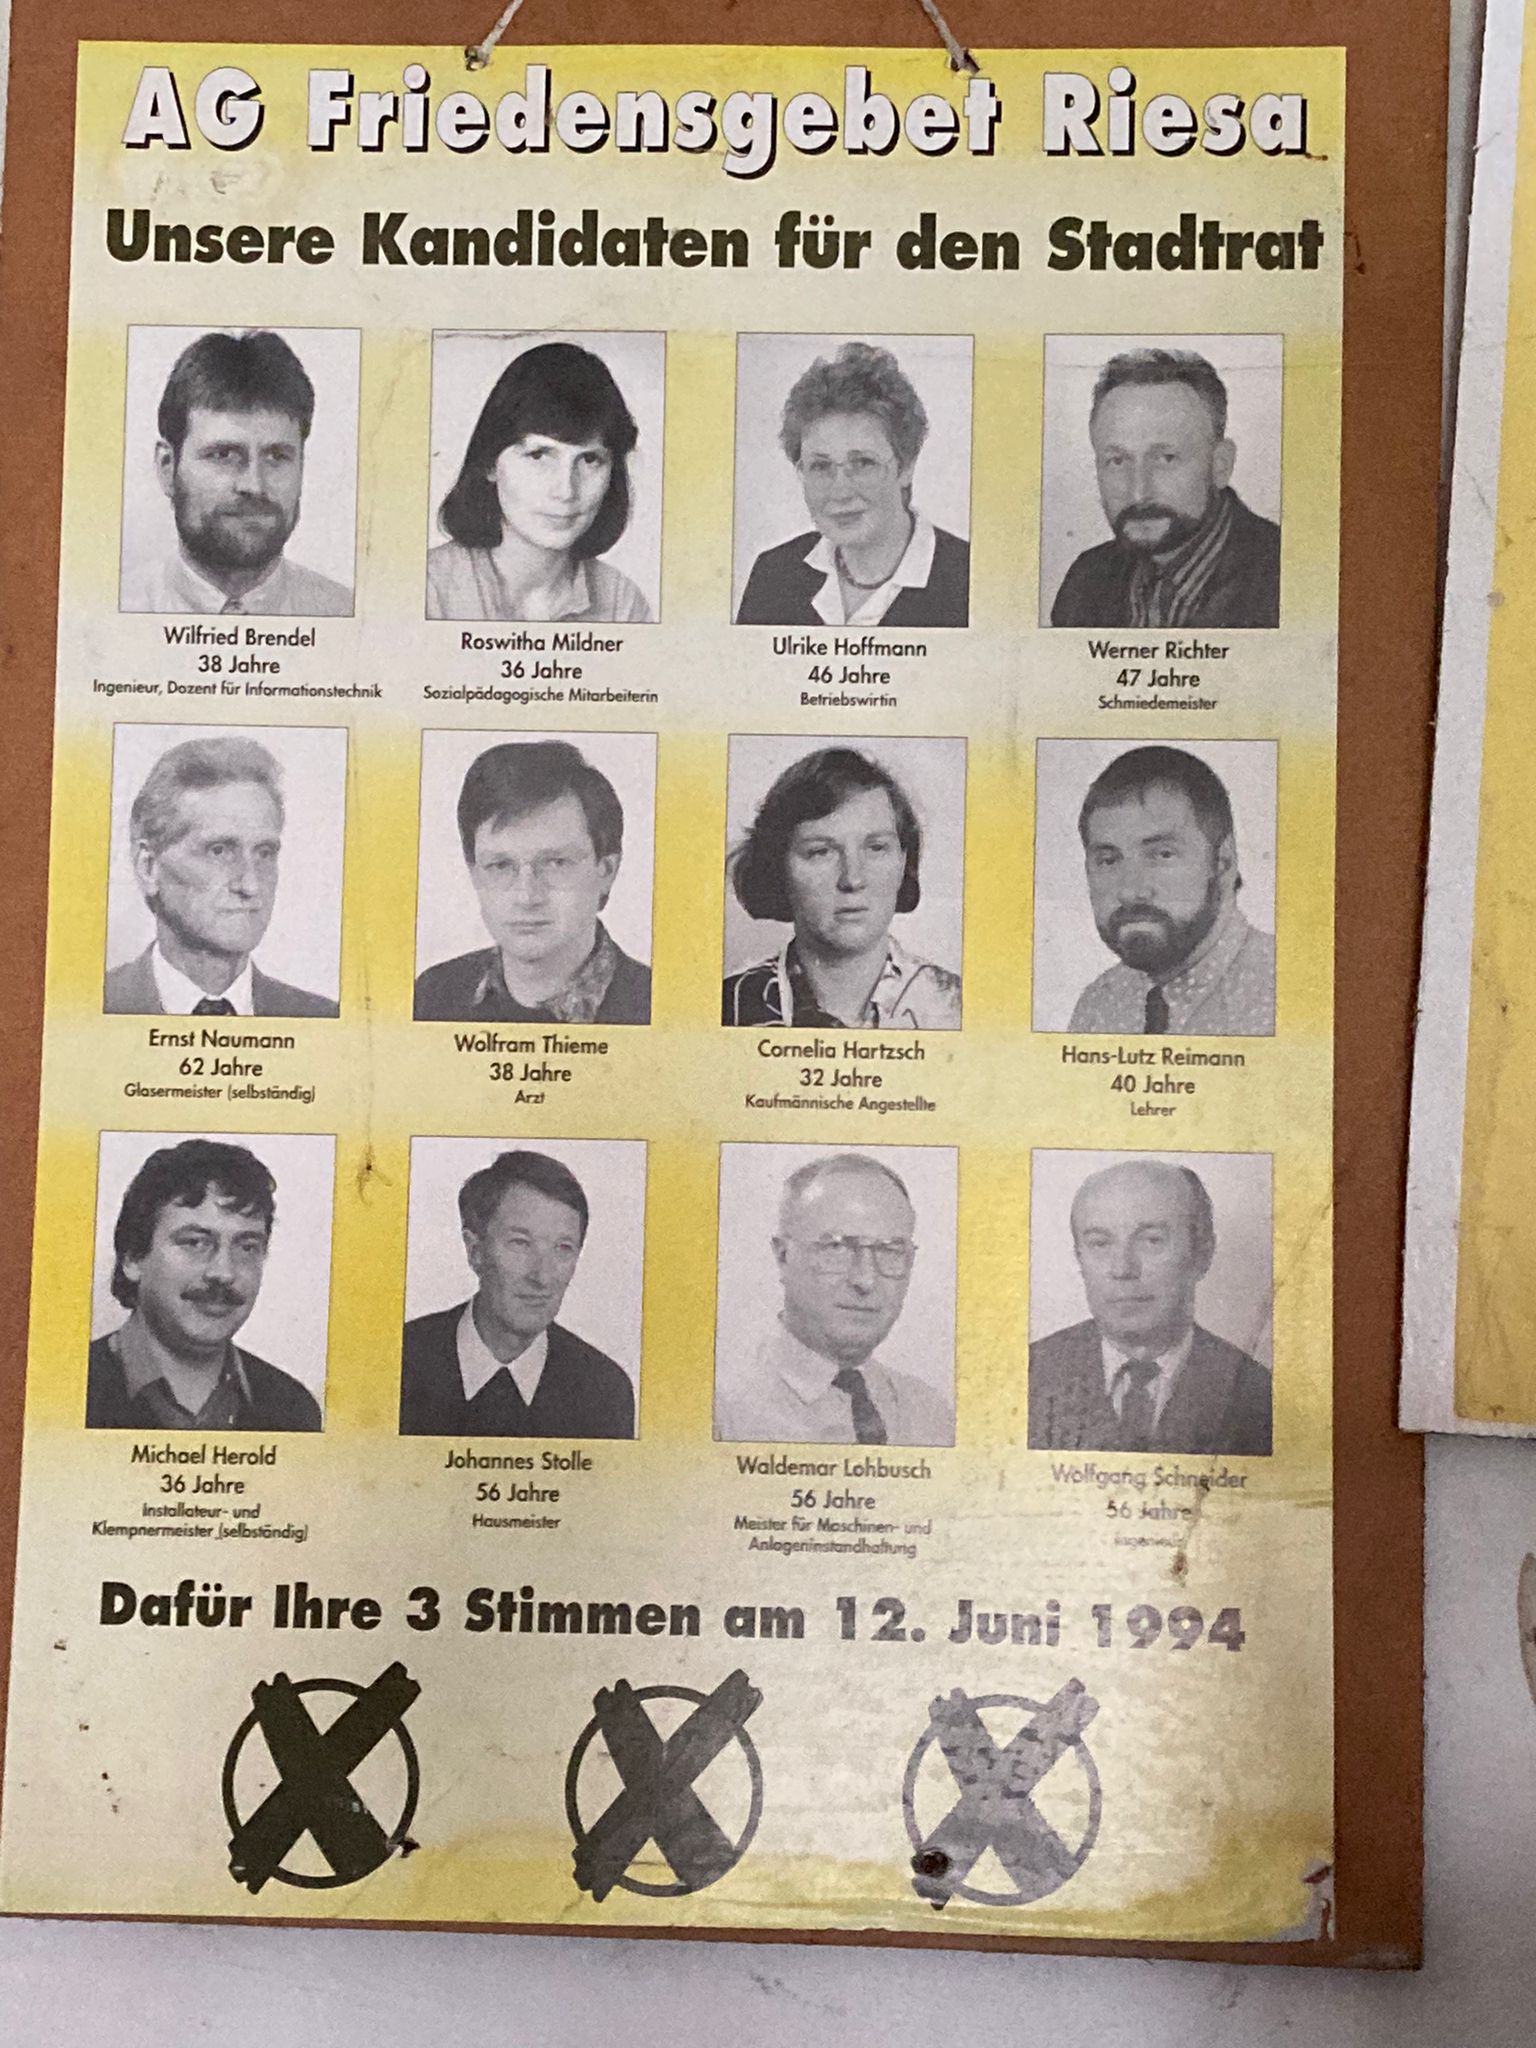 AG Friedensgebet Riesa
Unsere Kandidaten für den Stadtrat
Wilfried Brendel
38 Jahre
Ingenieur, Dozent für Informationstechnik
Roswitha Mildner
36 Jahre
Sozialpädagogische Mitarbeiterin
Ulrike Hoffmann
46 Jahre
Betriebswirtin
Werner Richter
47 Jahre
Schmiedemeister
Ernst Naumann
62 Jahre
Glasermeister (selbständig)
Wolfram Thieme
38 Jahre
Arzt
Cornelia Hartzsch
32 Jahre
Kaufmännische Angestellte
Hans-Lutz Reimann
40 Jahre
Lehrer
Michael Herold
36 Jahre
Installateur- und
Klempnermeister (selbständig)
Johannes Stolle
56 Jahre
Hausmeister
Waldemar Lohbusch
56 Jahre
Meister für Maschinen- und
Anlageninstandhaltung
Wolfgang Schneider
56 Jahre
Dafür Ihre 3 Stimmen am 12. Juni 1994